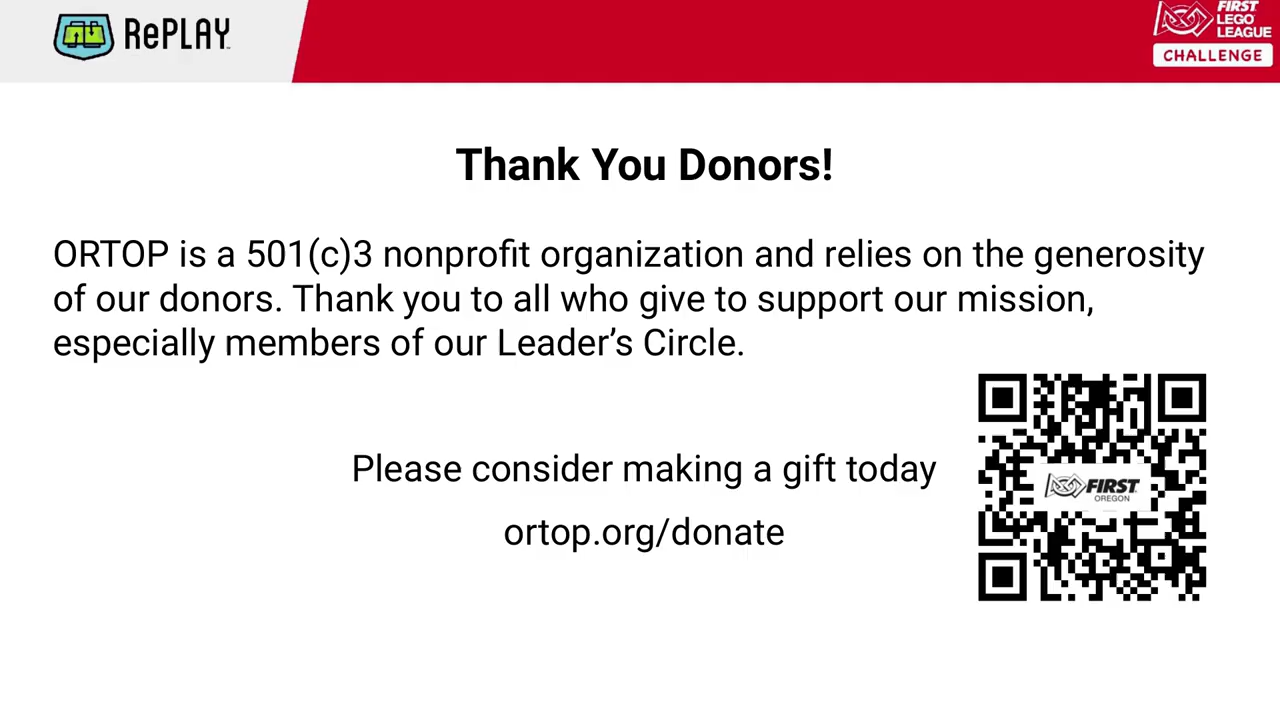 RePLAY
FIRST
LEGO
LEAGUE
CHALLENGE
Thank You Donors!
ORTOP is a 501(c)3 nonprofit organization and relies on the generosity
of our donors. Thank you to all who give to support our mission,
especially members of our Leader’s Circle.
Please consider making a gift today
ortop.org/donate
FIRST
OREGON